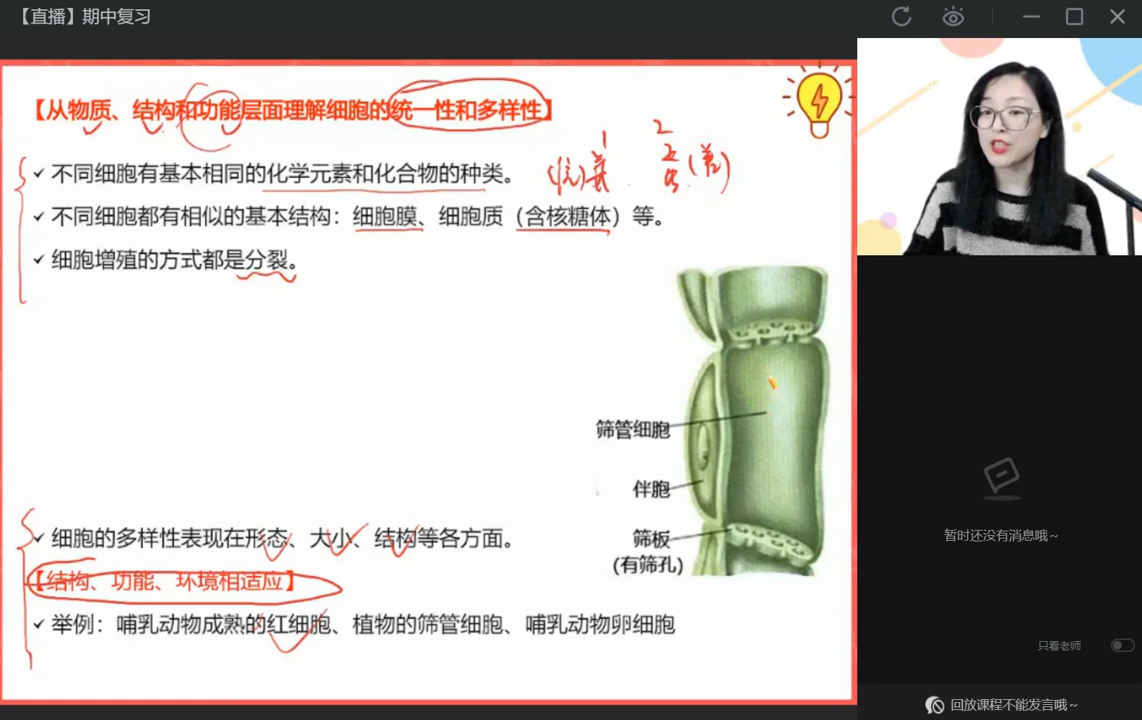 【直播】期中复习
【从物质、结构和功能层面理解细胞的统一性和多样性】
✓ 不同细胞有基本相同的化学元素和化合物的种类。
1
2
✓ 不同细胞都有相似的基本结构：细胞膜、细胞质（含核糖体）等。
✓ 细胞增殖的方式都是分裂。
筛管细胞
伴胞
筛板
(有筛孔)
✓ 细胞的多样性表现在形态、大小、结构等各方面。
【结构、功能、环境相适应】
✓ 举例：哺乳动物成熟的红细胞、植物的筛管细胞、哺乳动物卵细胞
暂时还没有消息哦~
只看老师
回放课程不能发言哦~